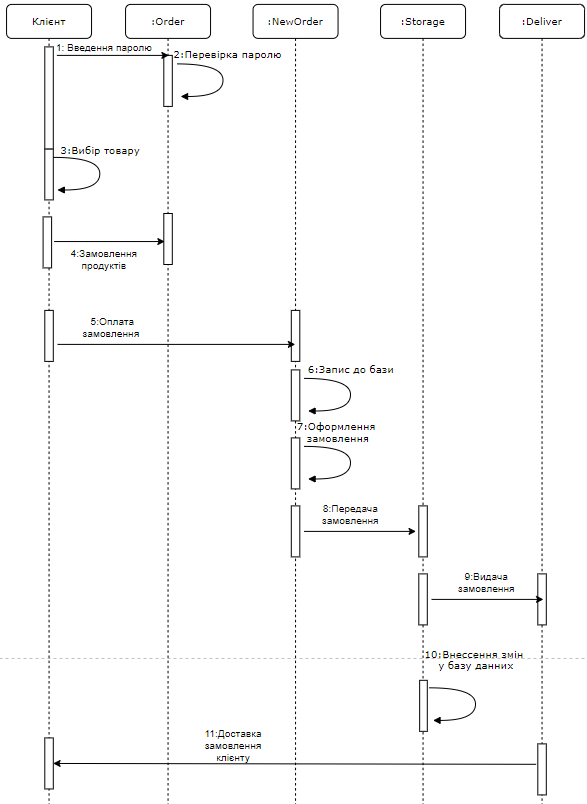 Клієнт
:Order
:NewOrder
:Storage
:Deliver
1: Введення паролю
2:Перевірка паролю
3:Вибір товару
4:Замовлення
продуктів
5:Оплата
замовлення
6:Запис до бази
7:Оформлення
замовлення
8:Передача
замовлення
9:Видача
замовлення
10:Внессення змін
у базу данних
11:Доставка
замовлення
клієнту